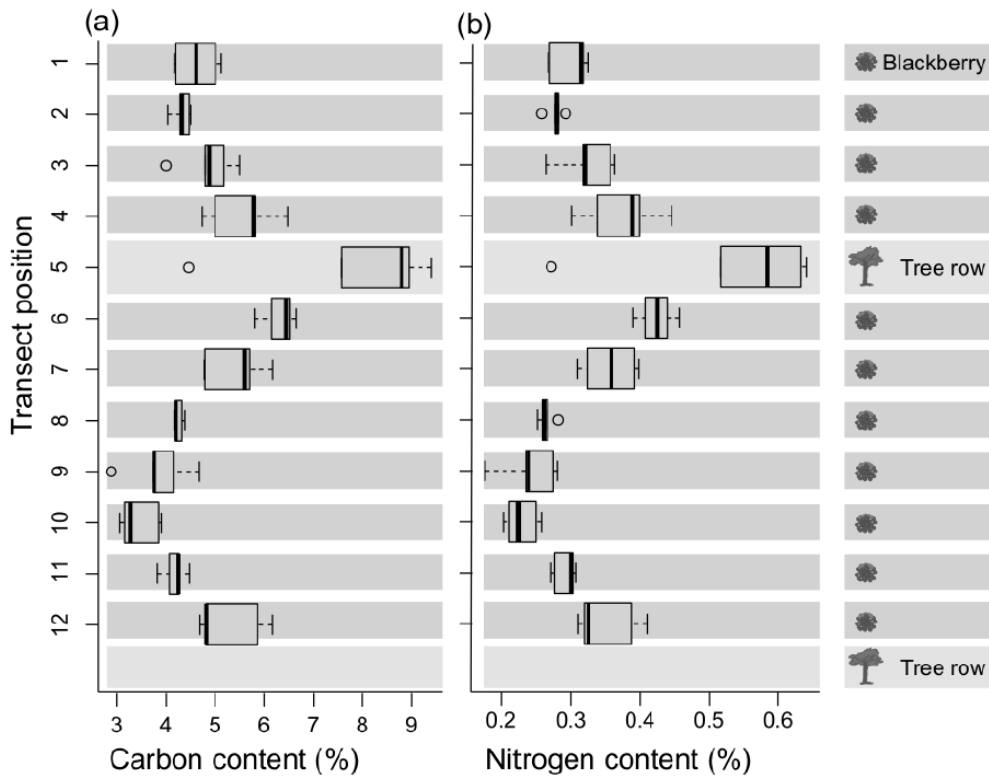 (a)
(b)
Transect position
1
2
3
4
5
6
7
8
9
10
11
12
Blackberry
Tree row
Tree row
3 4 5 6 7 8 9
0.2 0.3 0.4 0.5 0.6
Carbon content (%)
Nitrogen content (%)